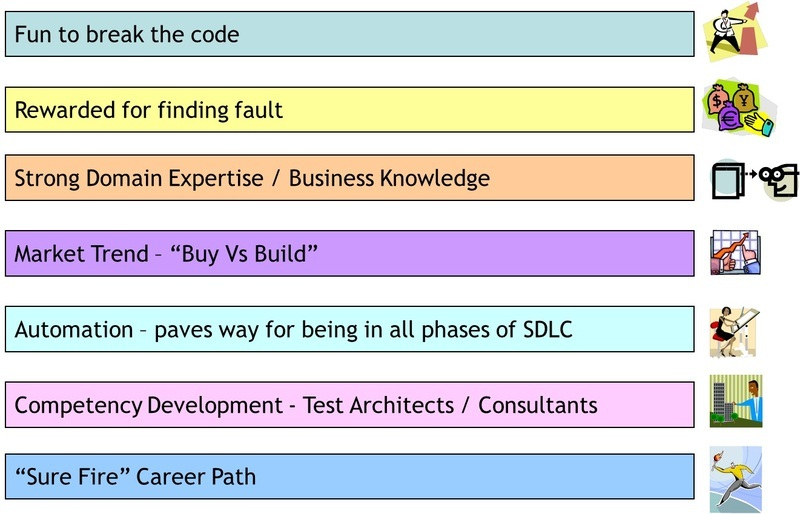 Fun to break the code
Rewarded for finding fault
$ ¥
€
Strong Domain Expertise / Business Knowledge
Market Trend – “Buy Vs Build”
Automation – paves way for being in all phases of SDLC
Competency Development - Test Architects / Consultants
“Sure Fire” Career Path